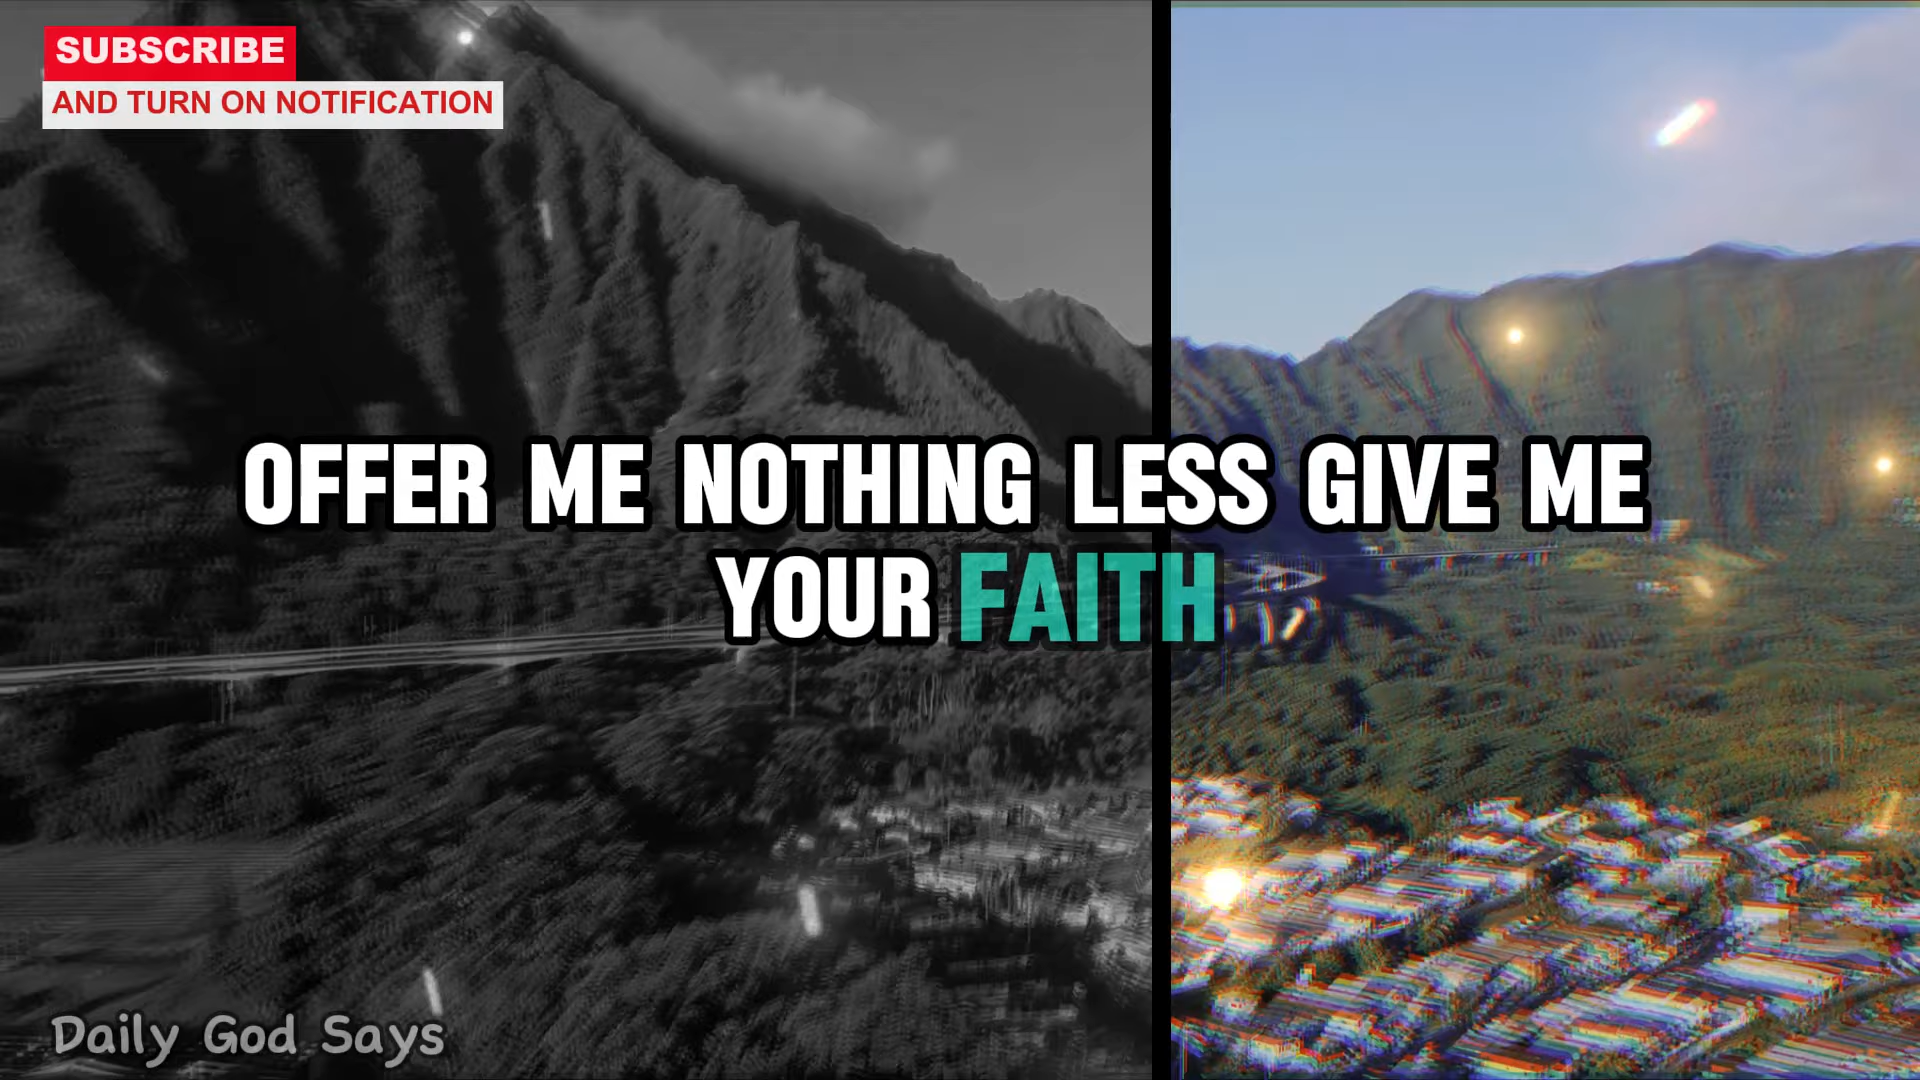 SUBSCRIBE
AND TURN ON NOTIFICATION
OFFER ME NOTHING LESS GIVE ME
YOUR FAITH
Daily God Says